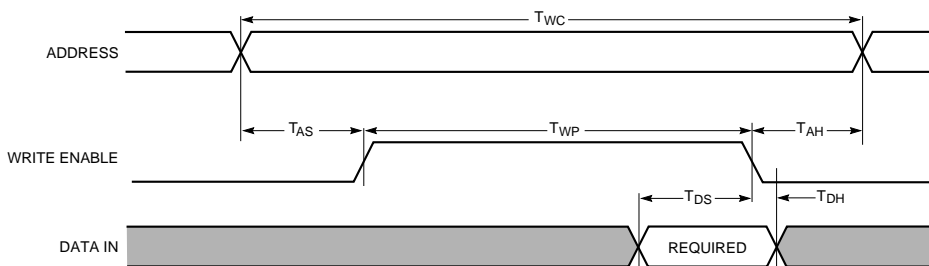 TWC
ADDRESS
TAS
TWP
TAH
WRITE ENABLE
TDS
TDH
DATA IN
REQUIRED